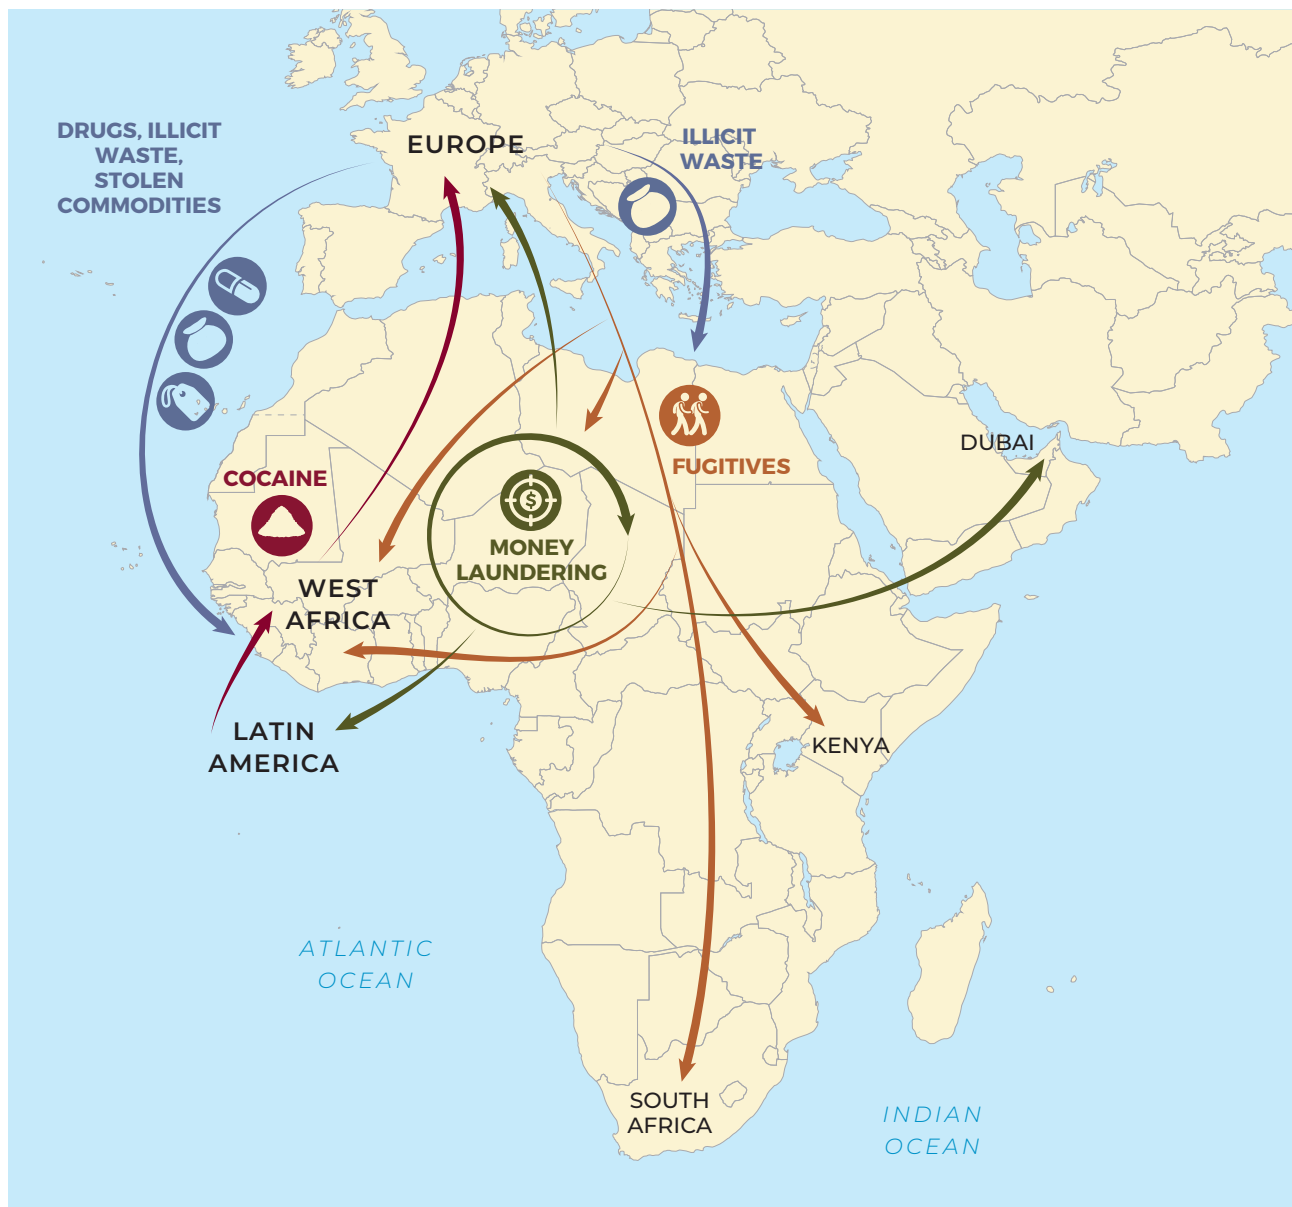 DRUGS, ILLICIT
WASTE,
STOLEN
COMMODITIES
EUROPE
ILLICIT
WASTE
DUBAI
FUGITIVES
COCAINE
$
MONEY
LAUNDERING
WEST
AFRICA
LATIN
AMERICA
KENYA
ATLANTIC
OCEAN
SOUTH
AFRICA
INDIAN
OCEAN